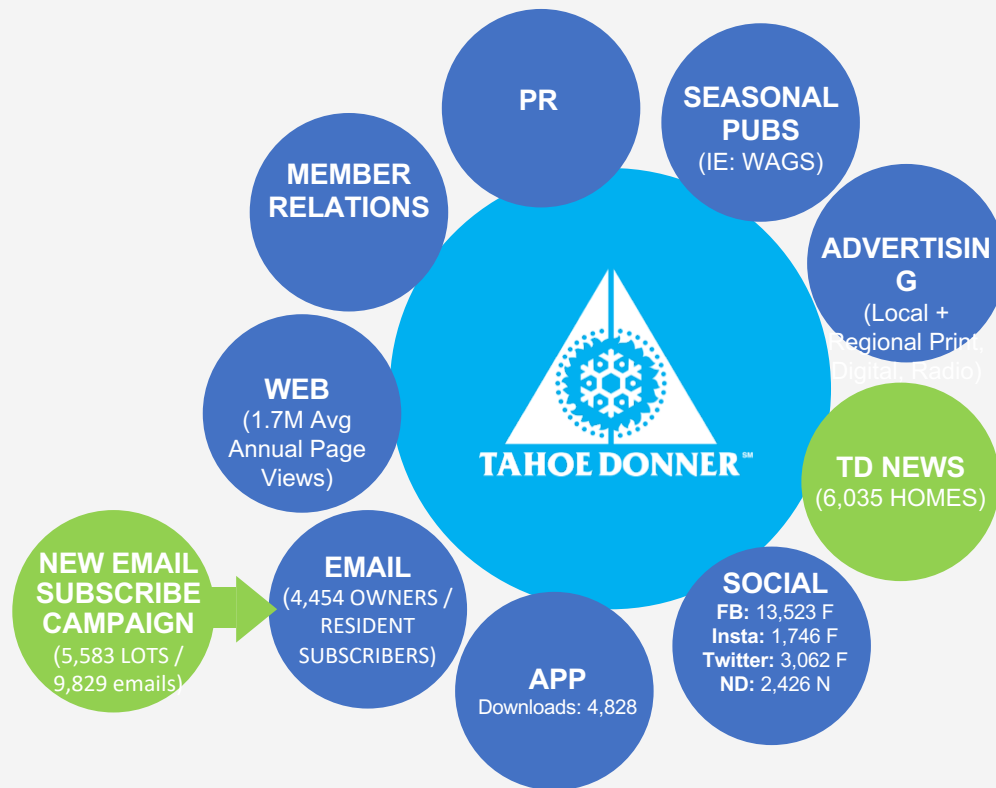 PR
SEASONAL
PUBS
(IE: WAGS)
MEMBER
RELATIONS
ADVERTISIN
G
(Local +
Regional Print,
Digital, Radio)
WEB
(1.7M Avg
Annual Page
Views)
TAHOE DONNER℠
TD NEWS
(6,035 HOMES)
NEW EMAIL
SUBSCRIBE
CAMPAIGN
(5,583 LOTS /
9,829 emails)
EMAIL
(4,454 OWNERS /
RESIDENT
SUBSCRIBERS)
APP
Downloads: 4,828
SOCIAL
FB: 13,523 F
Insta: 1,746 F
Twitter: 3,062 F
ND: 2,426 N